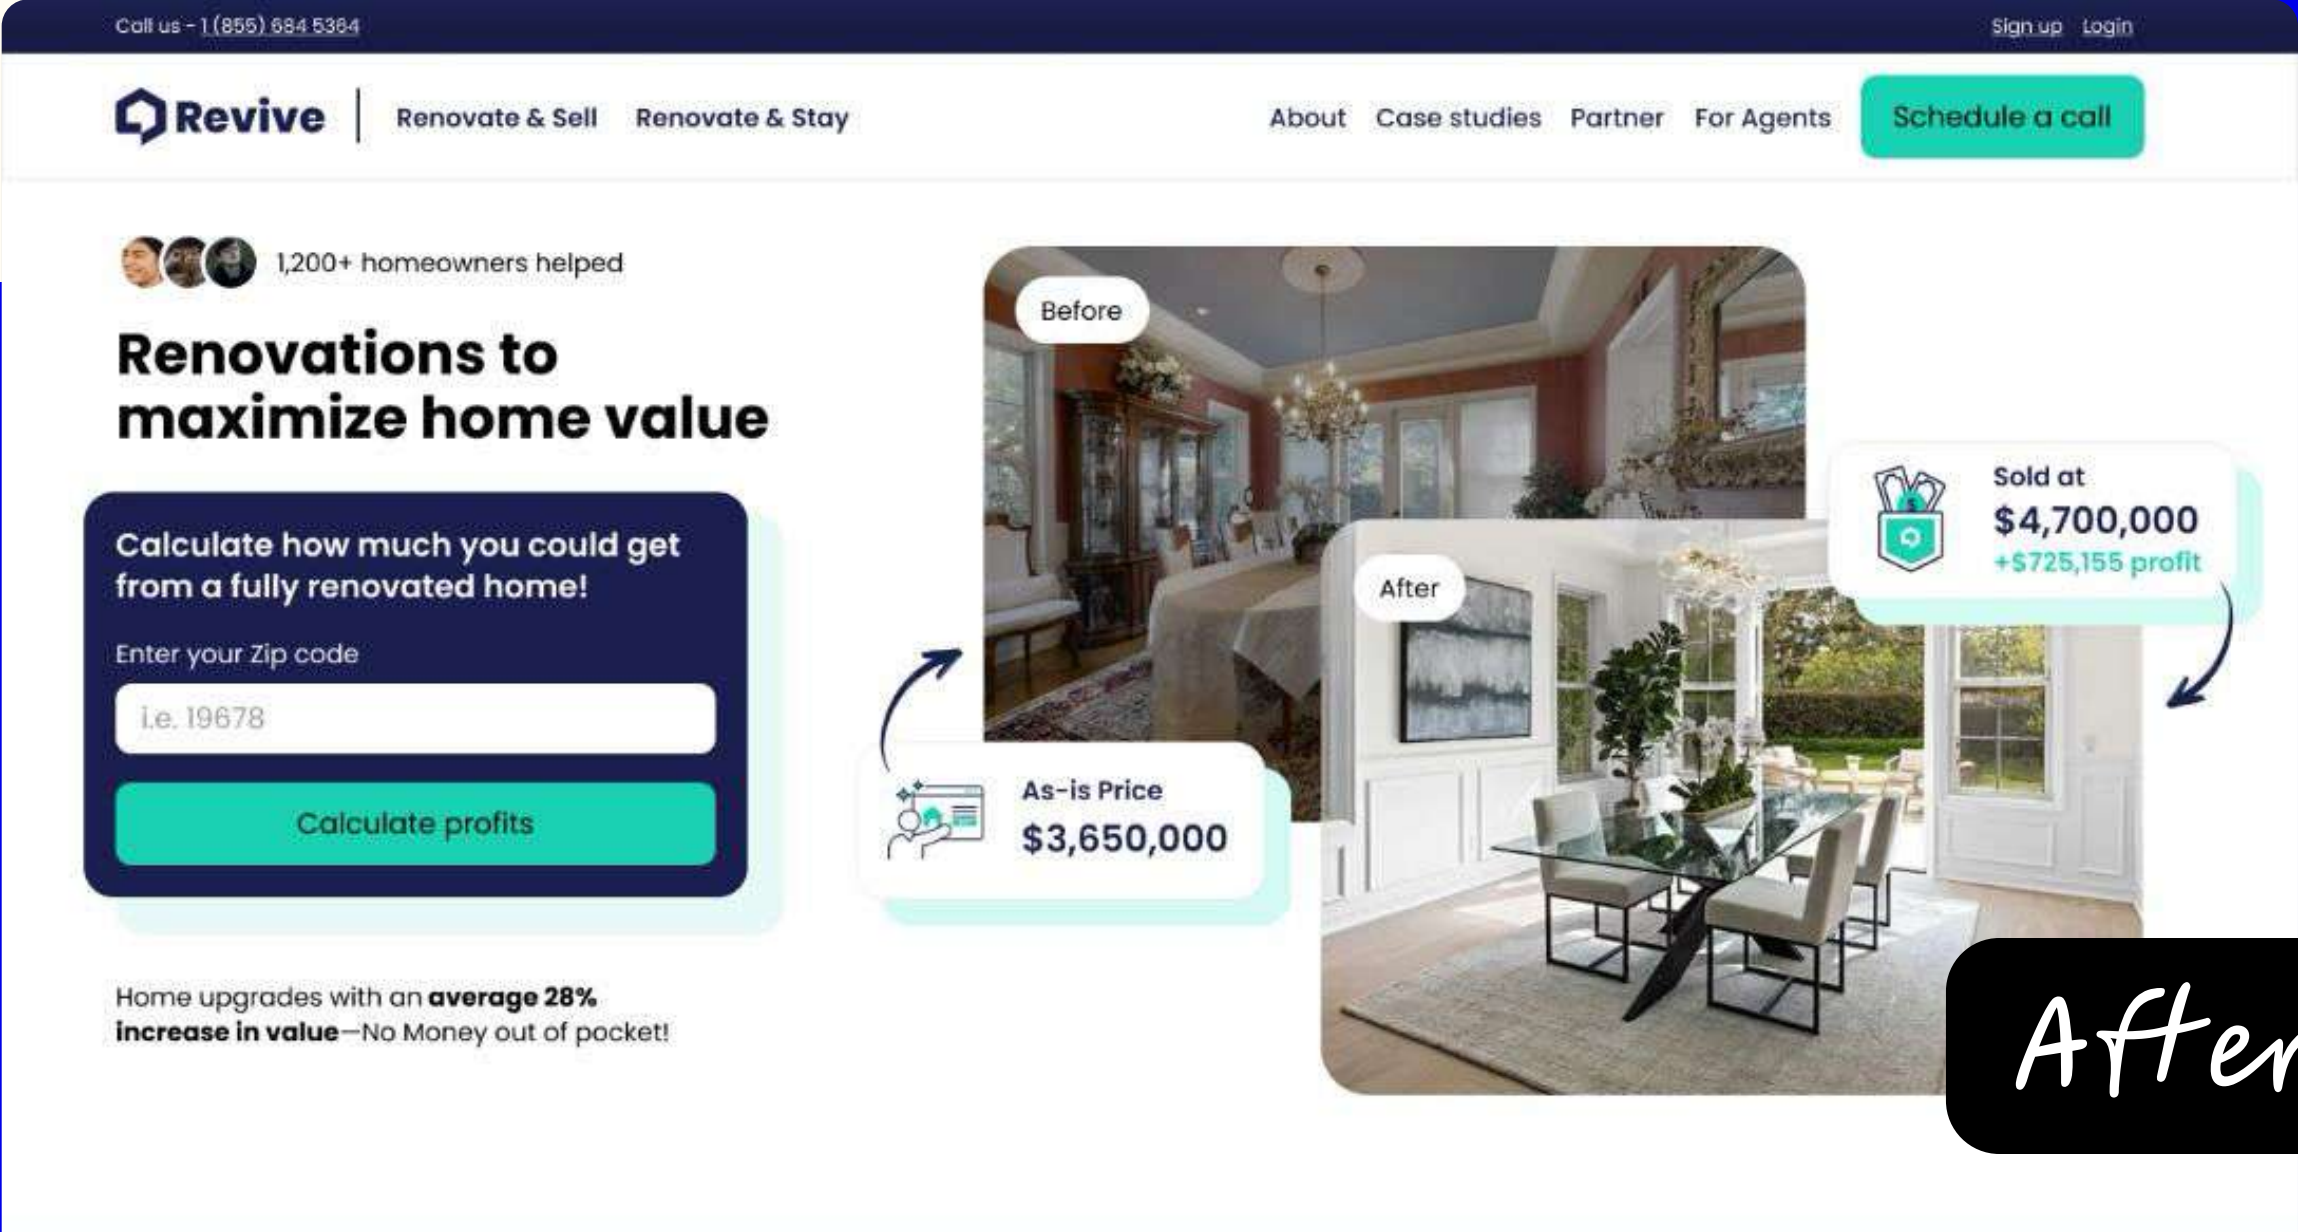 Call us - 1 (855) 684 5364
Sign up Login
Revive
Renovate & Sell Renovate & Stay
About Case studies Partner For Agents Schedule a call
1,200+ homeowners helped
Renovations to
maximize home value
Calculate how much you could get
from a fully renovated home!
Enter your Zip code
i.e. 19678
Calculate profits
Home upgrades with an average 28%
increase in value—No Money out of pocket!
Before
Sold at
$4,700,000
+$725,155 profit
After
As-is Price
$3,650,000
After